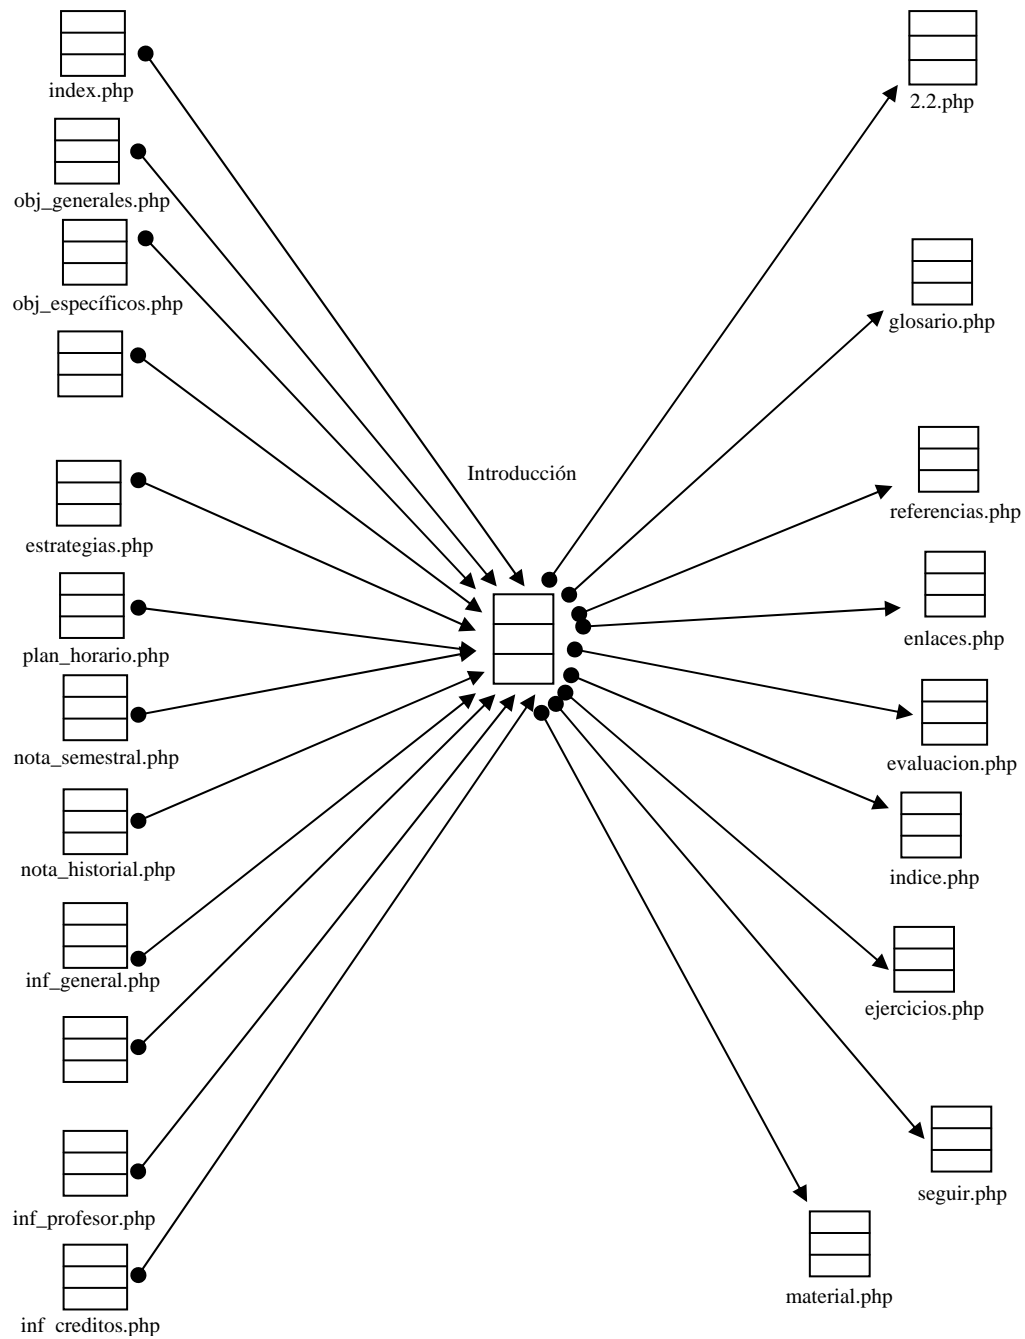 index.php
obj_generales.php
obj_específicos.php
estrategias.php
plan_horario.php
nota_semestral.php
nota_historial.php
inf_general.php
inf_profesor.php
inf_creditos.php
Introducción
2.2.php
glosario.php
referencias.php
enlaces.php
evaluacion.php
indice.php
ejercicios.php
seguir.php
material.php